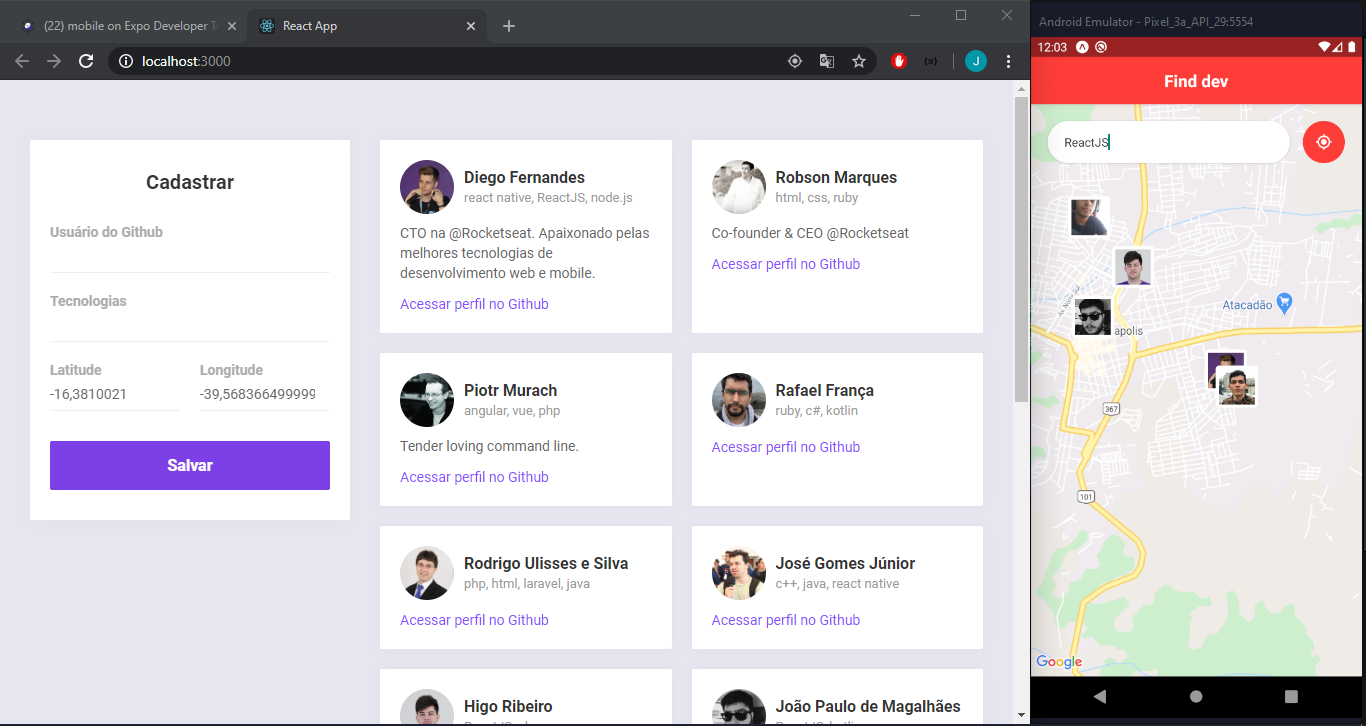 (22) mobile on Expo Developer T
React App
localhost:3000
J
Cadastrar
Usuário do Github
Tecnologias
Latitude
Longitude
-16,3810021
-39,568366499999
Salvar
Diego Fernandes
react native, ReactJS, node.js
CTO na @Rocketseat. Apaixonado pelas
melhores tecnologias de
desenvolvimento web e mobile.
Acessar perfil no Github
Robson Marques
html, css, ruby
Co-founder & CEO @Rocketseat
Acessar perfil no Github
Piotr Murach
angular, vue, php
Tender loving command line.
Acessar perfil no Github
Rafael França
ruby, c#, kotlin
Acessar perfil no Github
Rodrigo Ulisses e Silva
php, html, laravel, java
Acessar perfil no Github
José Gomes Júnior
c++, java, react native
Acessar perfil no Github
Higo Ribeiro
João Paulo de Magalhães
Android Emulator - Pixel_3a_API_29:5554
12:03
Find dev
ReactJS
Av. Norte Sul
Atacadão
apolis
367
101
Google